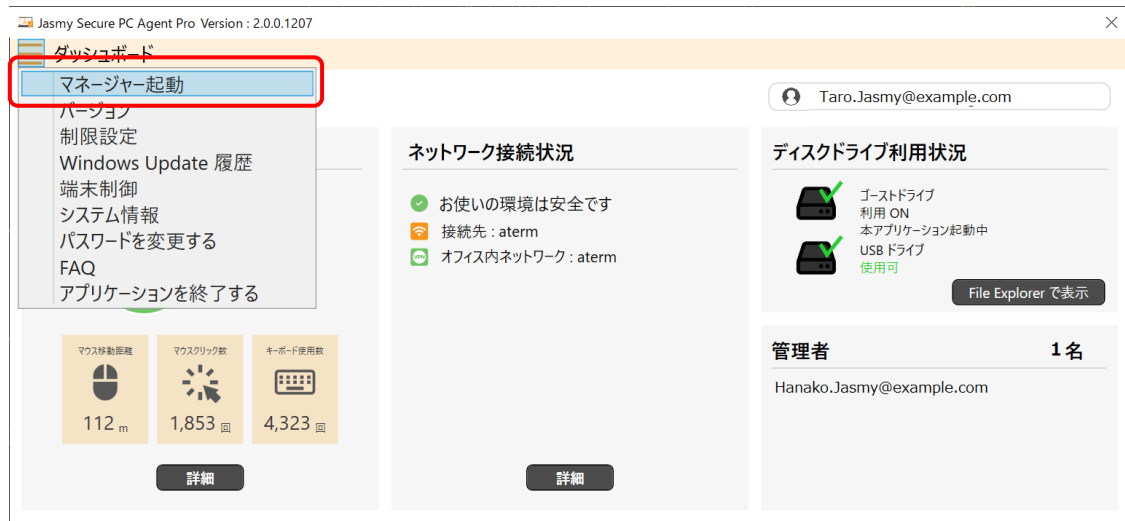 Jasmy Secure PC Agent Pro Version : 2.0.0.1207
ダッシュボード
マネージャー起動
バージョン
制限設定
Windows Update 履歴
端末制御
システム情報
パスワードを変更する
FAQ
アプリケーションを終了する
Taro.Jasmy@example.com
マウス移動距離
112 m
マウスクリック数
1,853 回
キーボード使用数
4,323 回
詳細
ネットワーク接続状況
お使いの環境は安全です
接続先 : aterm
VPN
オフィス内ネットワーク : aterm
詳細
ディスクドライブ利用状況
ゴーストドライブ
利用 ON
本アプリケーション起動中
USB ドライブ
使用可
File Explorer で表示
管理者 1 名
Hanako.Jasmy@example.com